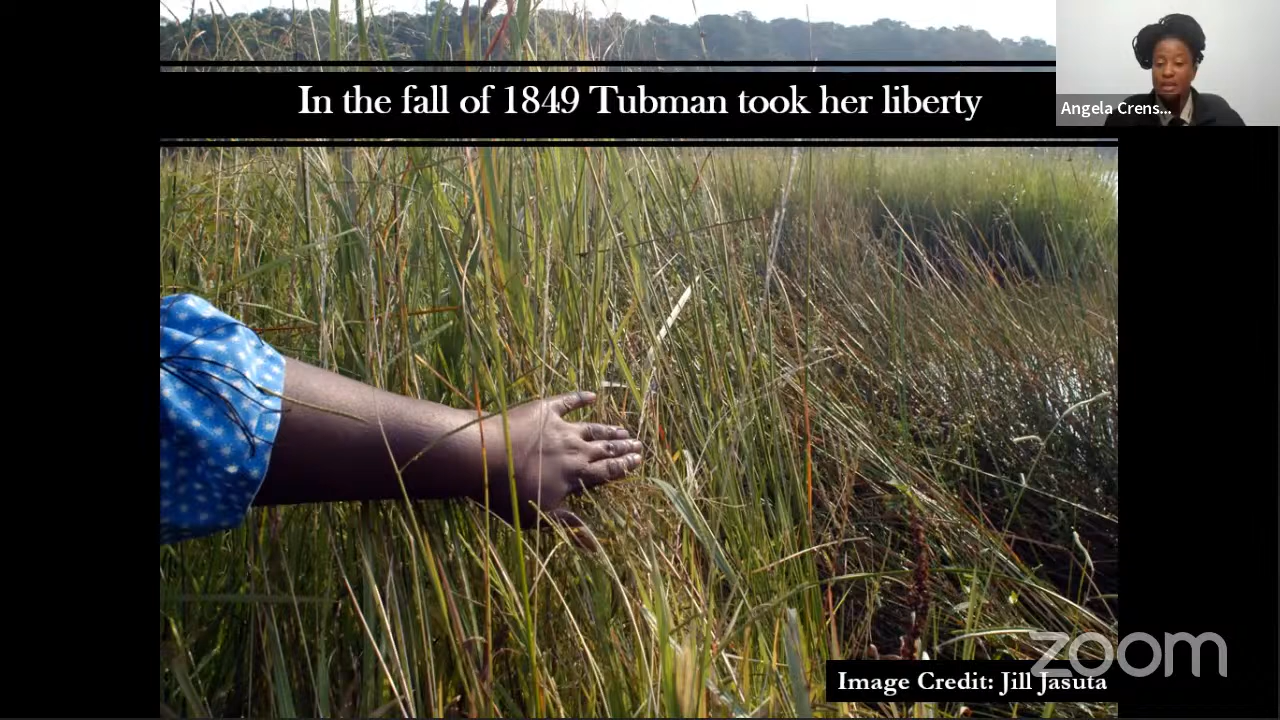 In the fall of 1849 Tubman took her liberty
Angela Crens...
Image Credit: Jill Jasuta
zoom